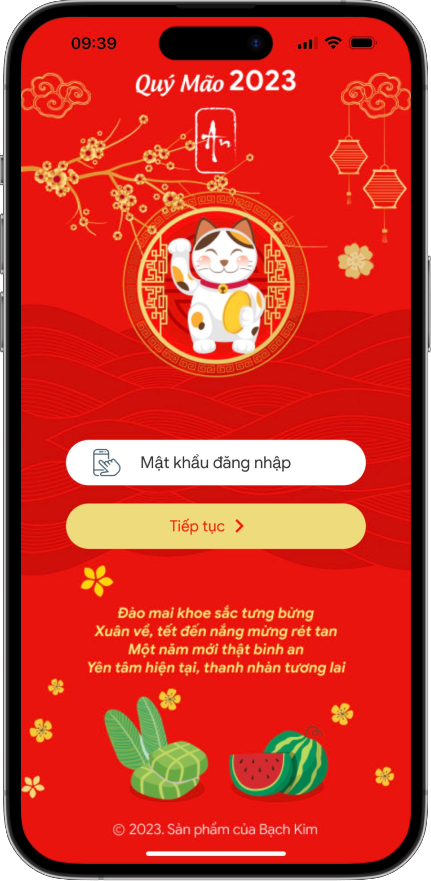 09:39
Quý Mão 2023
An
Mật khẩu đăng nhập
Tiếp tục
Đào mai khoe sắc tưng bừng
Xuân về, tết đến nắng mừng rét tan
Một năm mới thật bình an
Yên tâm hiện tại, thanh nhàn tương lai
© 2023. Sản phẩm của Bạch Kim